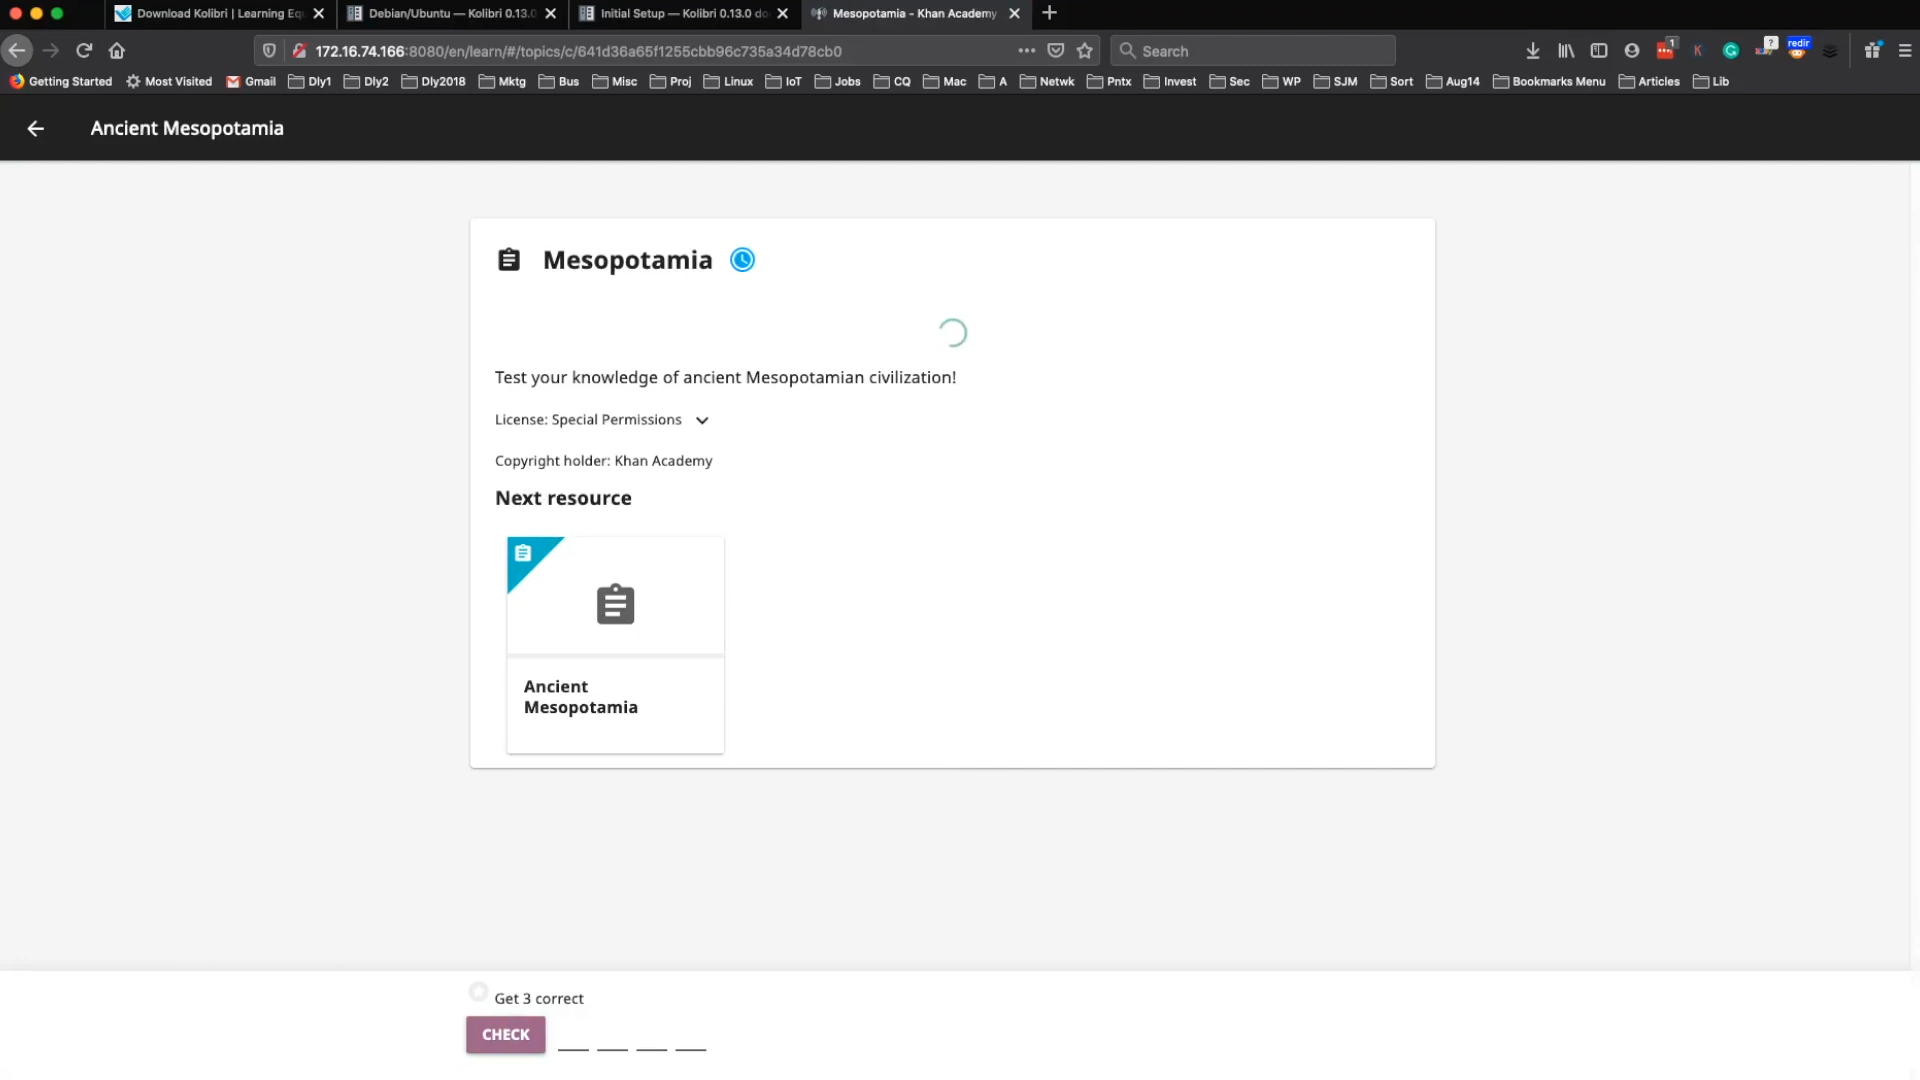 Download Kolibri | Learning Eq
Debian/Ubuntu — Kolibri 0.13.0
Initial Setup — Kolibri 0.13.0 do
Mesopotamia - Khan Academy
172.16.74.166:8080/en/learn/#/topics/c/641d36a65f1255cbb96c735a34d78cb0
Search
1
K
?
redir
Getting Started
Most Visited
Gmail
Dly1
Dly2
Dly2018
Mktg
Bus
Misc
Proj
Linux
IoT
Jobs
CQ
Mac
A
Netwk
Pntx
Invest
Sec
WP
SJM
Sort
Aug14
Bookmarks Menu
Articles
Lib
Ancient Mesopotamia
Mesopotamia
Test your knowledge of ancient Mesopotamian civilization!
License: Special Permissions
Copyright holder: Khan Academy
Next resource
Ancient
Mesopotamia
Get 3 correct
CHECK